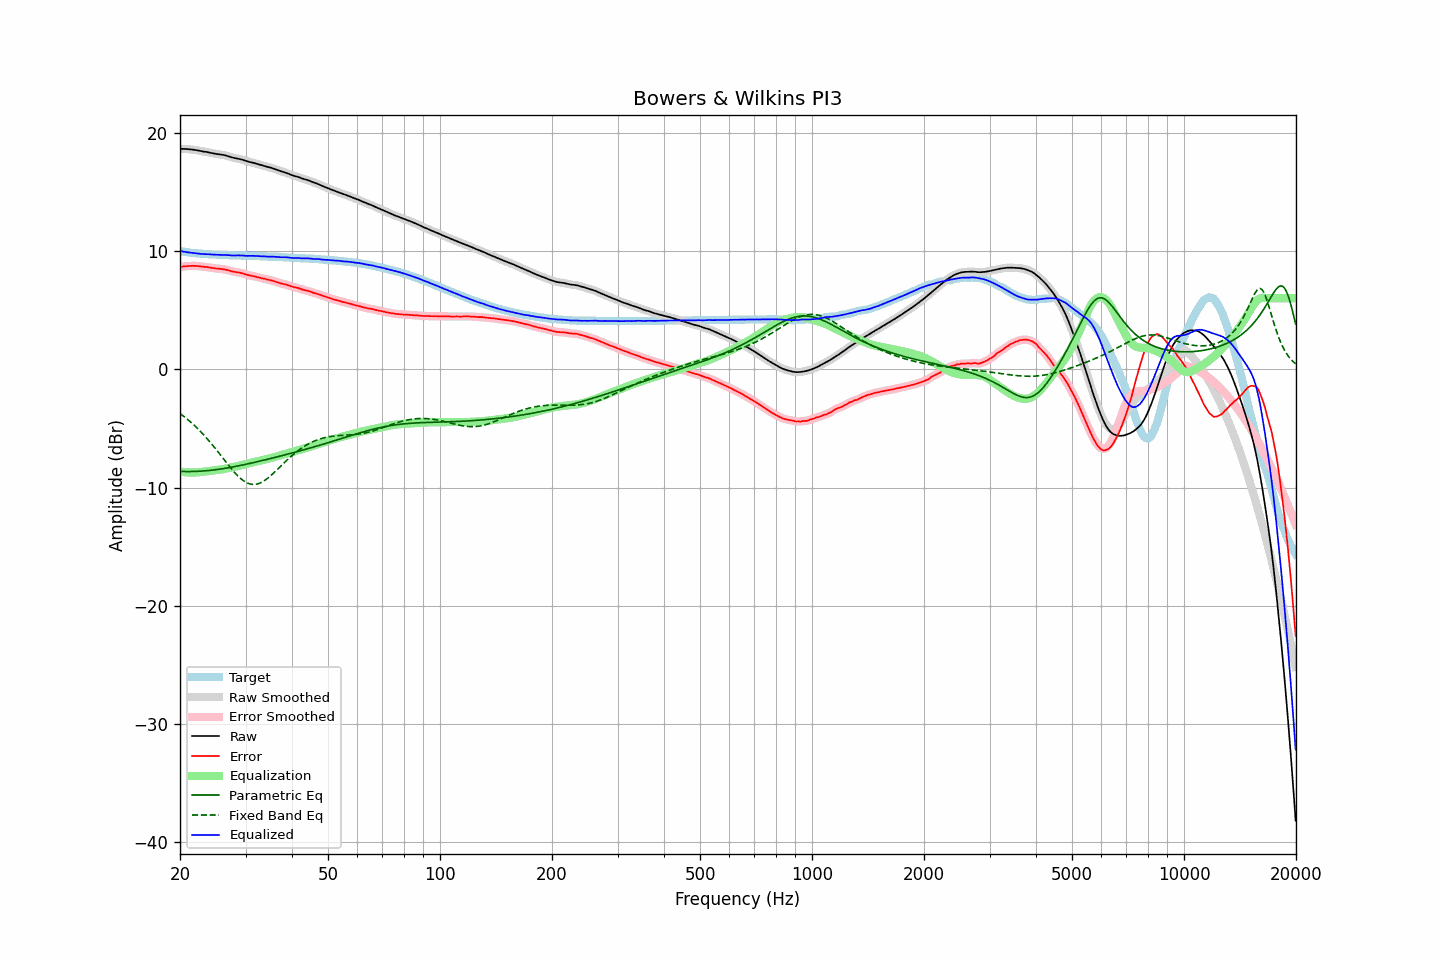 Bowers & Wilkins PI3
Amplitude (dBr)
20
10
0
−10
−20
−30
−40
Target
Raw Smoothed
Error Smoothed
Raw
Error
Equalization
Parametric Eq
Fixed Band Eq
Equalized
20 50 100 200 500 1000 2000 5000 10000 20000
Frequency (Hz)